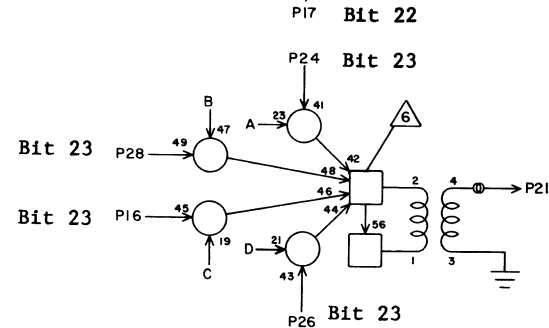 P17 Bit 22
P24 Bit 23
B
A 23 41
6
49 47
Bit 23 P28
42
48
2 4
P21
46
45
Bit 23 P16
44
19
D 21
56
C
43
1 3
P26 Bit 23